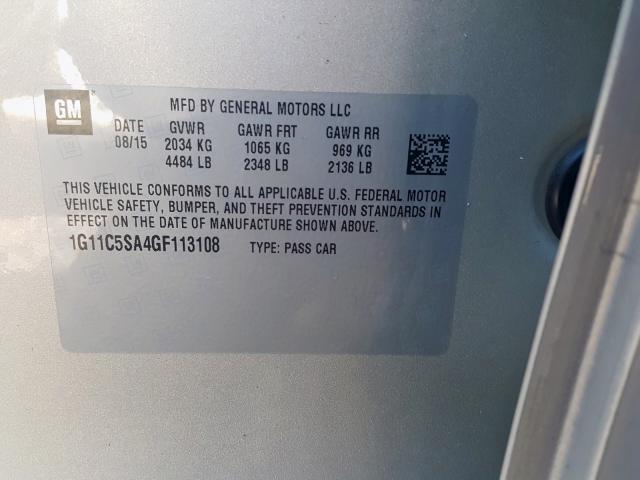 GM
MFD BY GENERAL MOTORS LLC
DATE GVWR GAWR FRT GAWR RR
08/15 2034 KG 1065 KG 969 KG
4484 LB 2348 LB 2136 LB
THIS VEHICLE CONFORMS TO ALL APPLICABLE U.S. FEDERAL MOTOR
VEHICLE SAFETY, BUMPER, AND THEFT PREVENTION STANDARDS IN
EFFECT ON THE DATE OF MANUFACTURE SHOWN ABOVE.
1G11C5SA4GF113108 TYPE: PASS CAR